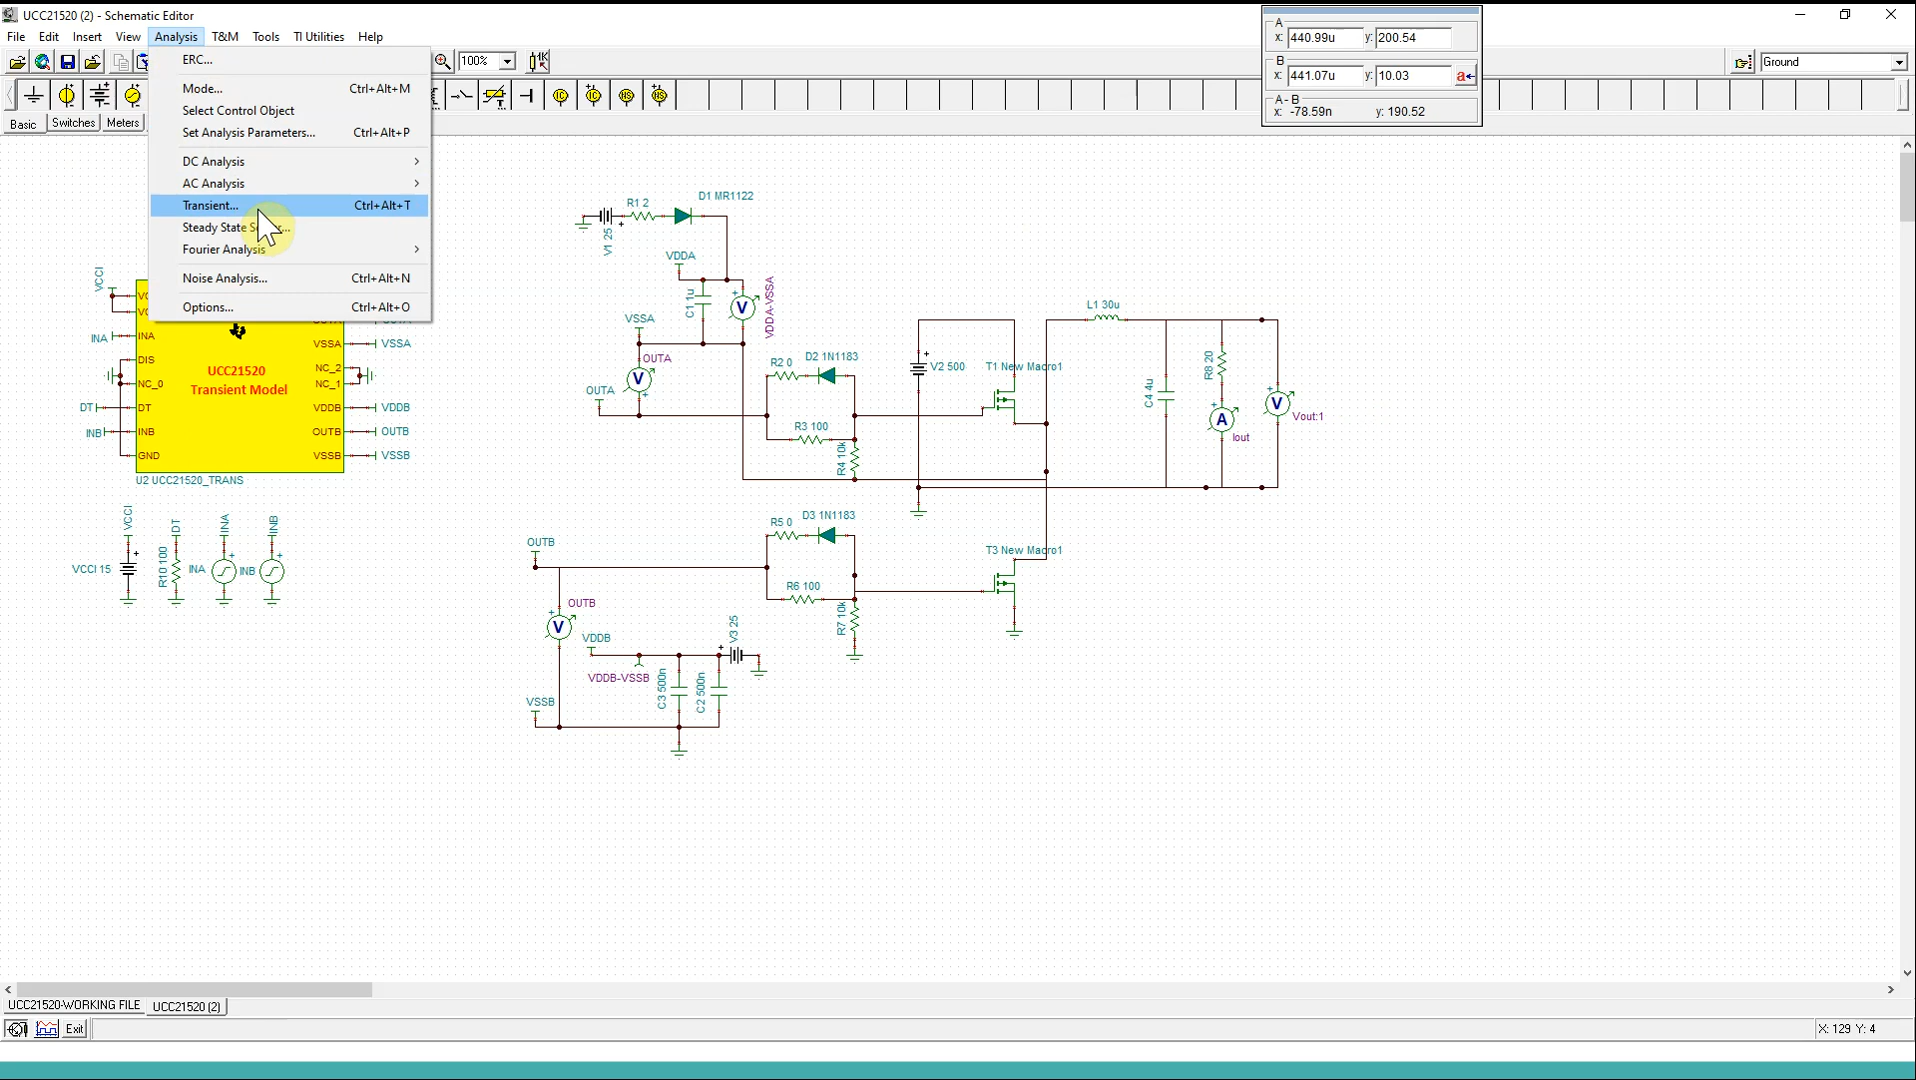 UCC21520 (2) - Schematic Editor
File Edit Insert View Analysis T&M Tools TI Utilities Help
100%
Ground
Basic Switches Meters
ERC...
Mode... Ctrl+Alt+M
Select Control Object
Set Analysis Parameters... Ctrl+Alt+P
DC Analysis
AC Analysis
Transient... Ctrl+Alt+T
Steady State
Fourier Analysis
Noise Analysis... Ctrl+Alt+N
Options... Ctrl+Alt+O
A
x: 440.99u y: 200.54
B
x: 441.07u y: 10.03
a
A - B
x: -78.59n y: 190.52
VCCI
INA
DT
INB
INA
DIS
NC_0
DT
INB
GND
UCC21520
Transient Model
VSSA
NC_2
NC_1
VDDB
OUTB
VSSB
VSSA
VDDB
OUTB
VSSB
U2 UCC21520_TRANS
VCCI
DT
INA
INB
VCCI 15
R10 100
INA
INB
V1 25
R1 2
D1 MR1122
VDDA
C1 1u
V
VDDA-VSSA
VSSA
OUTA
V
OUTA
R2 0
D2 1N1183
R3 100
R4 10k
V2 500
T1 New Macro1
L1 30u
C4 4u
R8 20
A
Iout
V
Vout:1
OUTB
R5 0
D3 1N1183
R6 100
R7 10k
T3 New Macro1
OUTB
V
VDDB
VDDB-VSSB
V3 25
C3 500n
C2 500n
VSSB
UCC21520-WORKING FILE UCC21520 (2)
Exit
X: 129 Y: 4